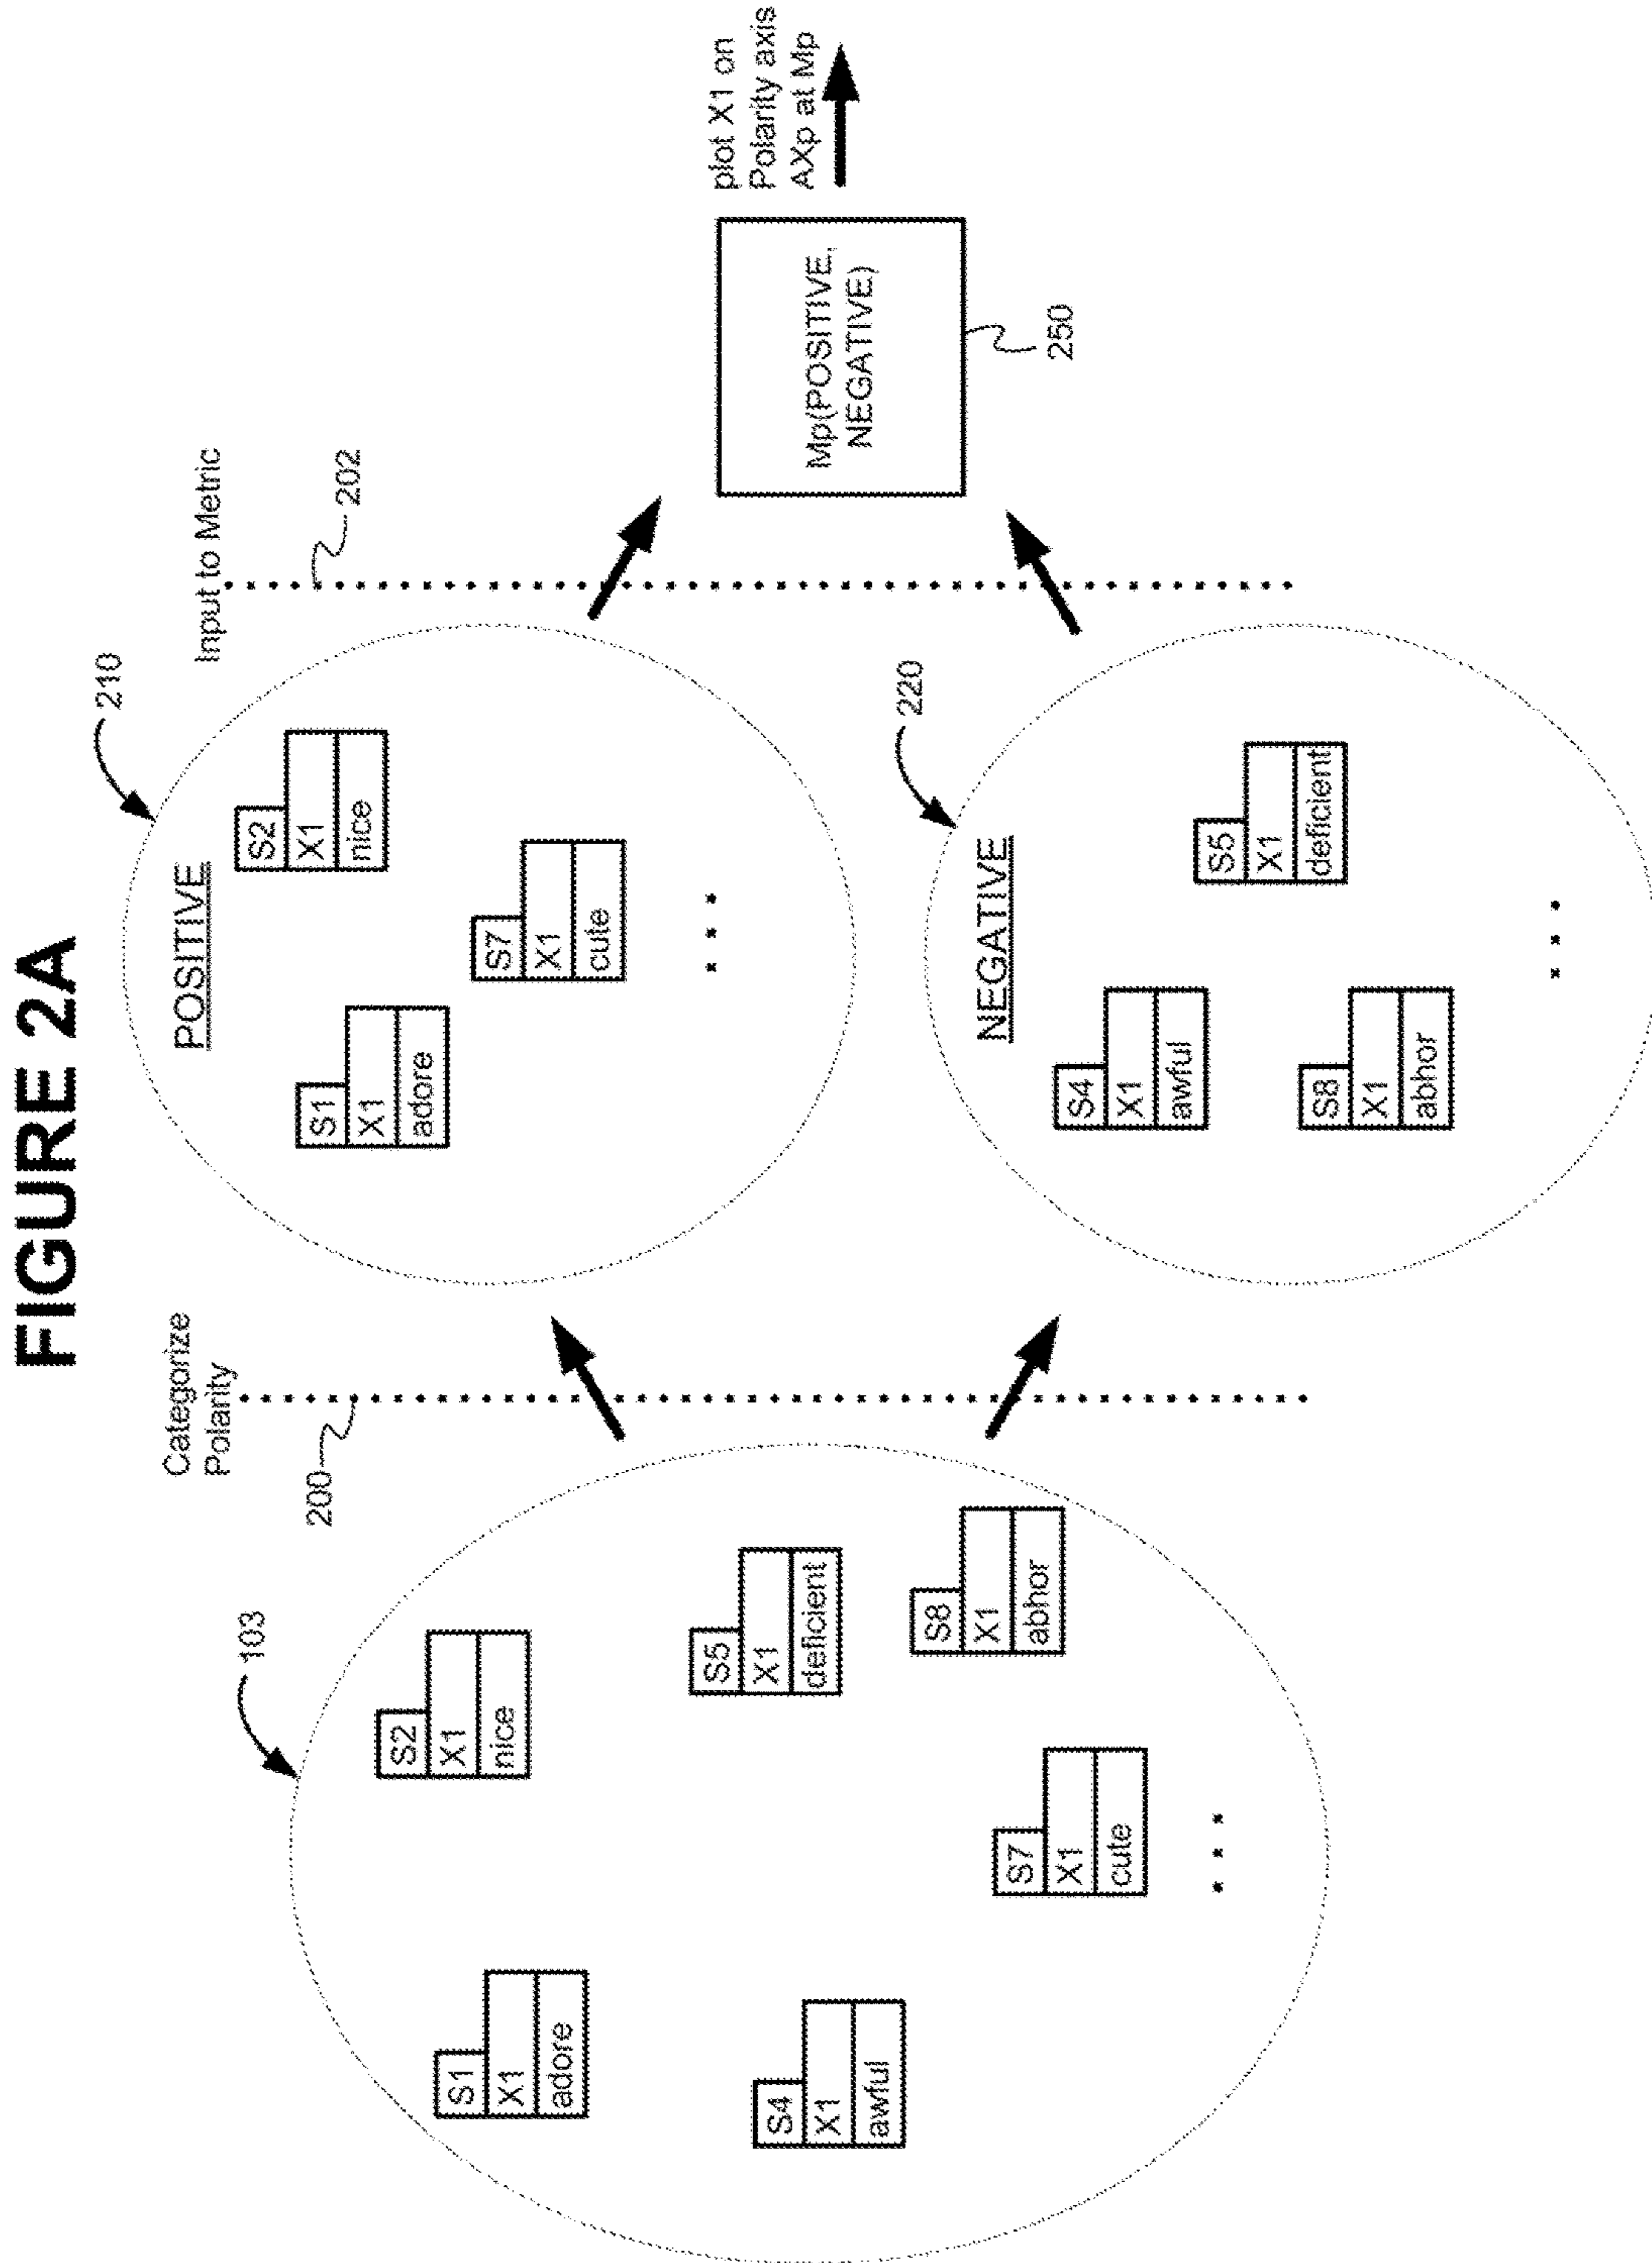 FIGURE 2A
Categorize
Polarity
200
Input to Metric
202
103
S1
X1
adore
S2
X1
nice
S4
X1
awful
S5
X1
deficient
S7
X1
cute
S8
X1
abhor
210
POSITIVE
S1
X1
adore
S2
X1
nice
S7
X1
cute
220
NEGATIVE
S4
X1
awful
S5
X1
deficient
S8
X1
abhor
Mp(POSITIVE,
NEGATIVE)
250
plot X1 on
Polarity axis
AXp at Mp